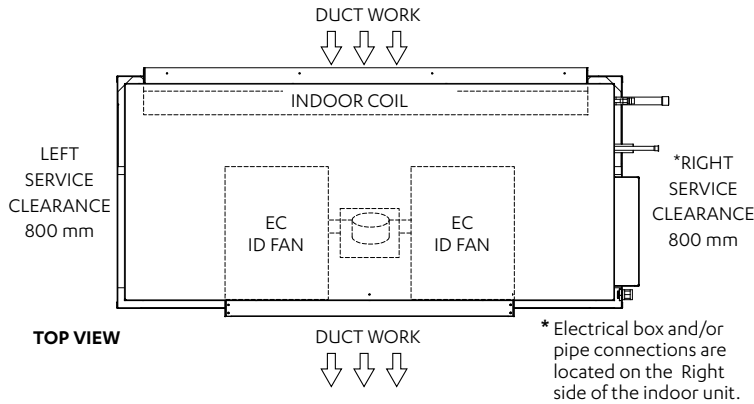 DUCT WORK
INDOOR COIL
LEFT
SERVICE
CLEARANCE
800 mm
EC
ID FAN
EC
ID FAN
*RIGHT
SERVICE
CLEARANCE
800 mm
TOP VIEW
DUCT WORK
* Electrical box and/or
pipe connections are
located on the Right
side of the indoor unit.